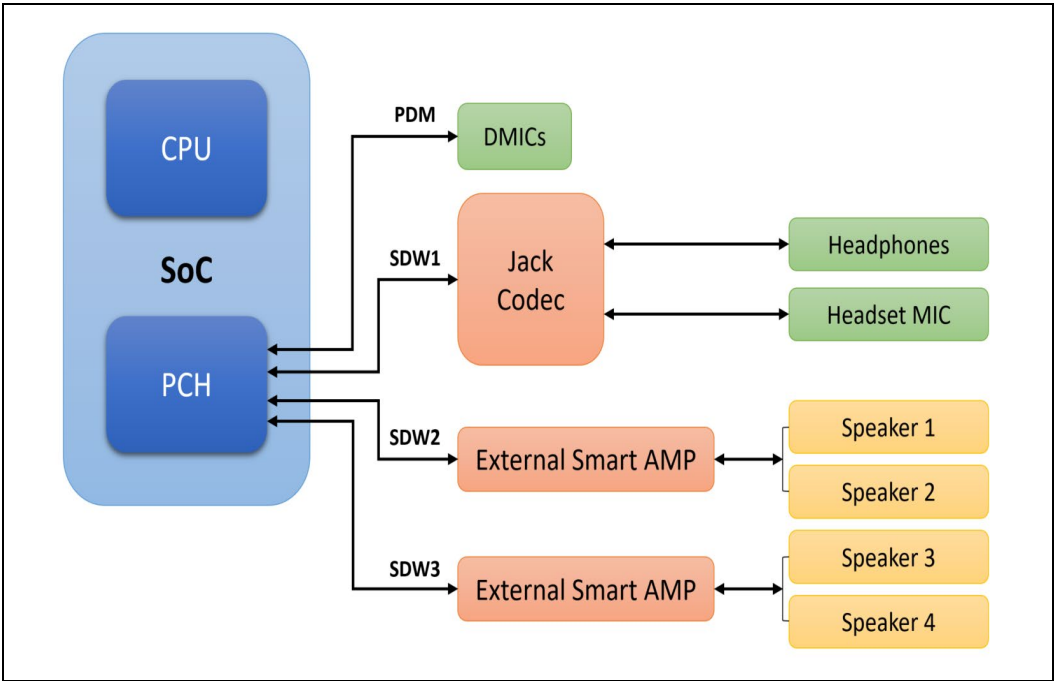 CPU
SoC
PCH
PDM
DMICs
SDW1
Jack
Codec
Headphones
Headset MIC
SDW2
External Smart AMP
Speaker 1
Speaker 2
SDW3
External Smart AMP
Speaker 3
Speaker 4